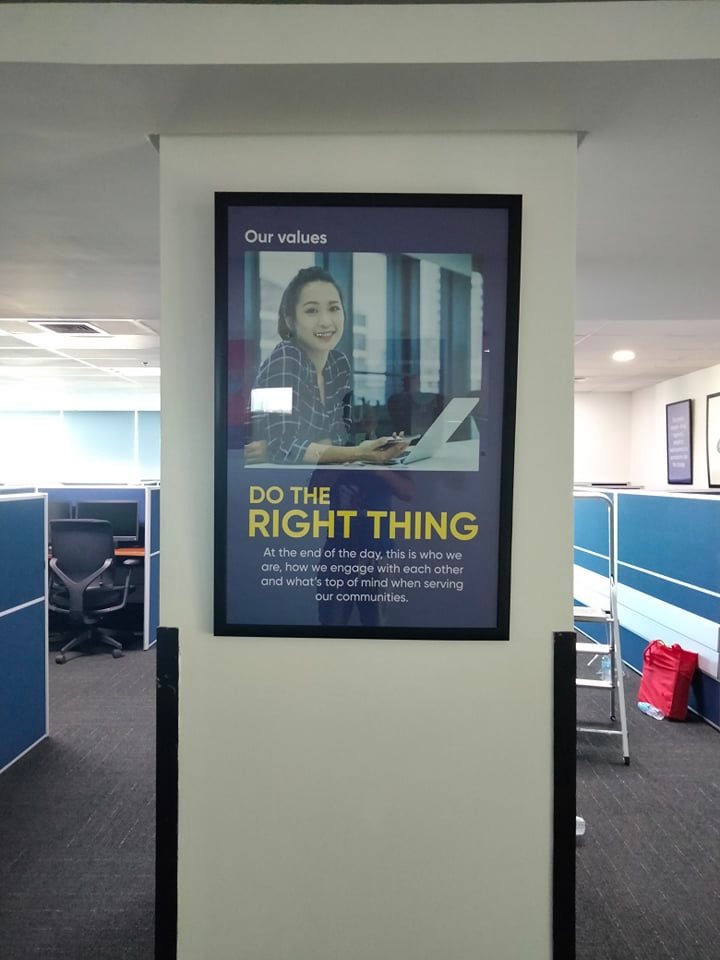 Our values
DO THE
RIGHT THING
At the end of the day, this is who we
are, how we engage with each other
and what's top of mind when serving
our communities.